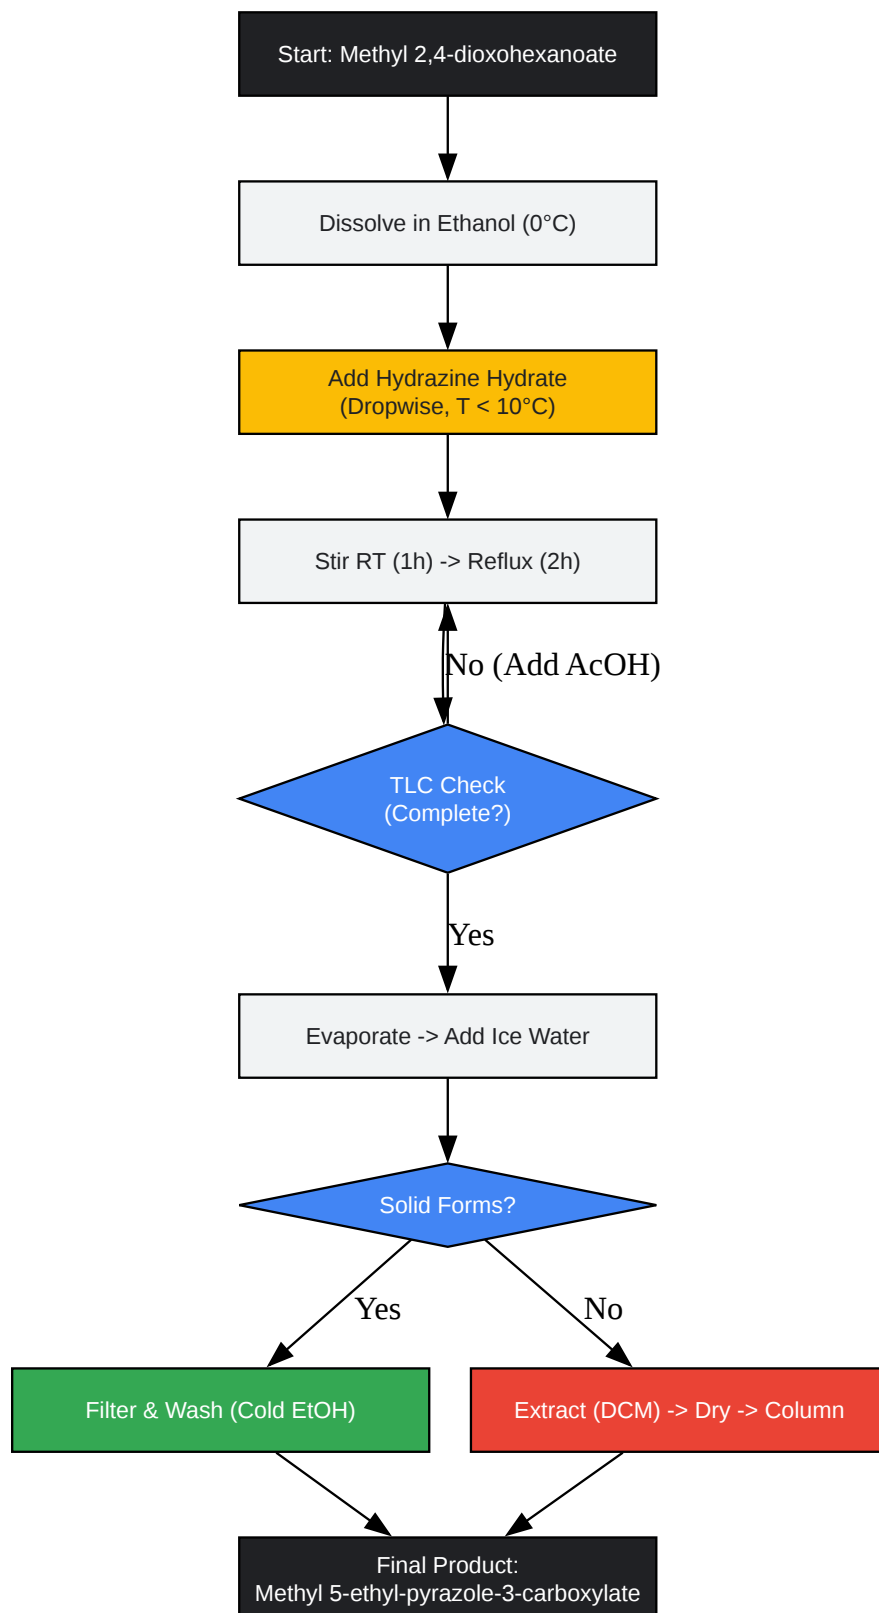 Start: Methyl 2,4-dioxohexanoate
Dissolve in Ethanol (0°C)
Add Hydrazine Hydrate
(Dropwise, T < 10°C)
Stir RT (1h) -> Reflux (2h)
No (Add AcOH)
TLC Check
(Complete?)
Yes
Evaporate -> Add Ice Water
Solid Forms?
Yes
No
Filter & Wash (Cold EtOH)
Extract (DCM) -> Dry -> Column
Final Product:
Methyl 5-ethyl-pyrazole-3-carboxylate